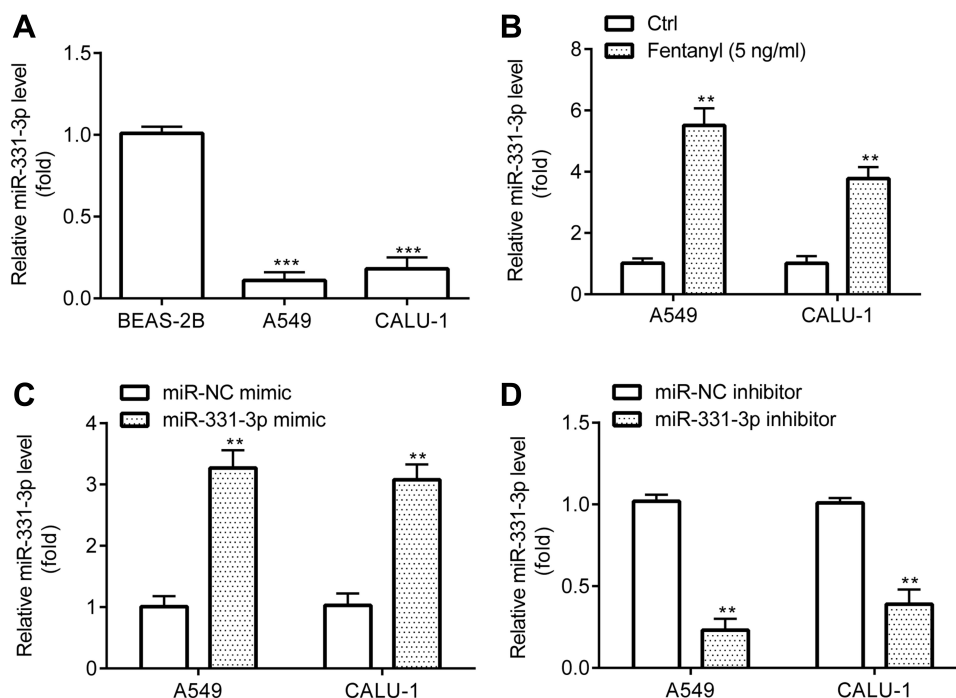 A
Relative miR-331-3p level
(fold)
1.5
1.0
0.5
0.0
***
***
BEAS-2B A549 CALU-1
B
Ctrl
Fentanyl (5 ng/ml)
Relative miR-331-3p level
(fold)
8
6
4
2
0
**
**
A549 CALU-1
C
miR-NC mimic
miR-331-3p mimic
Relative miR-331-3p level
(fold)
4
3
2
1
0
**
**
A549 CALU-1
D
miR-NC inhibitor
miR-331-3p inhibitor
Relative miR-331-3p level
(fold)
1.5
1.0
0.5
0.0
**
**
A549 CALU-1